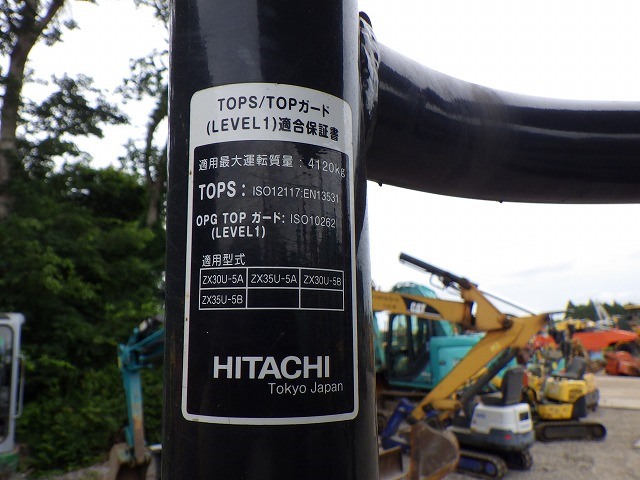 TOPS/TOPガード
(LEVEL1)適合保証書
適用最大運転質量：4120kg
TOPS：ISO12117:EN13531
OPG TOP ガード：ISO10262
(LEVEL1)
適用型式
ZX30U-5A ZX35U-5A ZX30U-5B
ZX35U-5B
HITACHI
Tokyo Japan
CAT